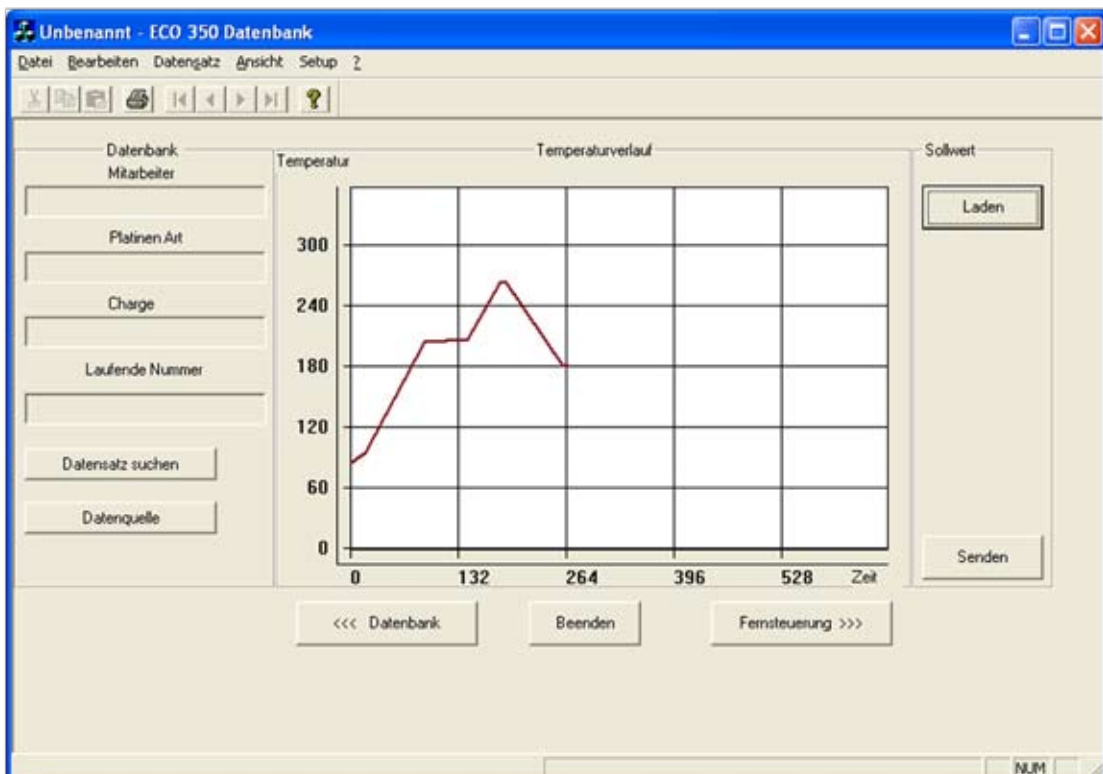 Unbenannt - ECO 350 Datenbank
Datei Bearbeiten Datensatz Ansicht Setup ?
Datenbank
Mitarbeiter
Platinen Art
Charge
Laufende Nummer
Datensatz suchen
Datenquelle
Temperaturverlauf
Temperatur
300
240
180
120
60
0
0 132 264 396 528 Zeit
Sollwert
Laden
Senden
<<< Datenbank Beenden Fernsteuerung >>>
NUM